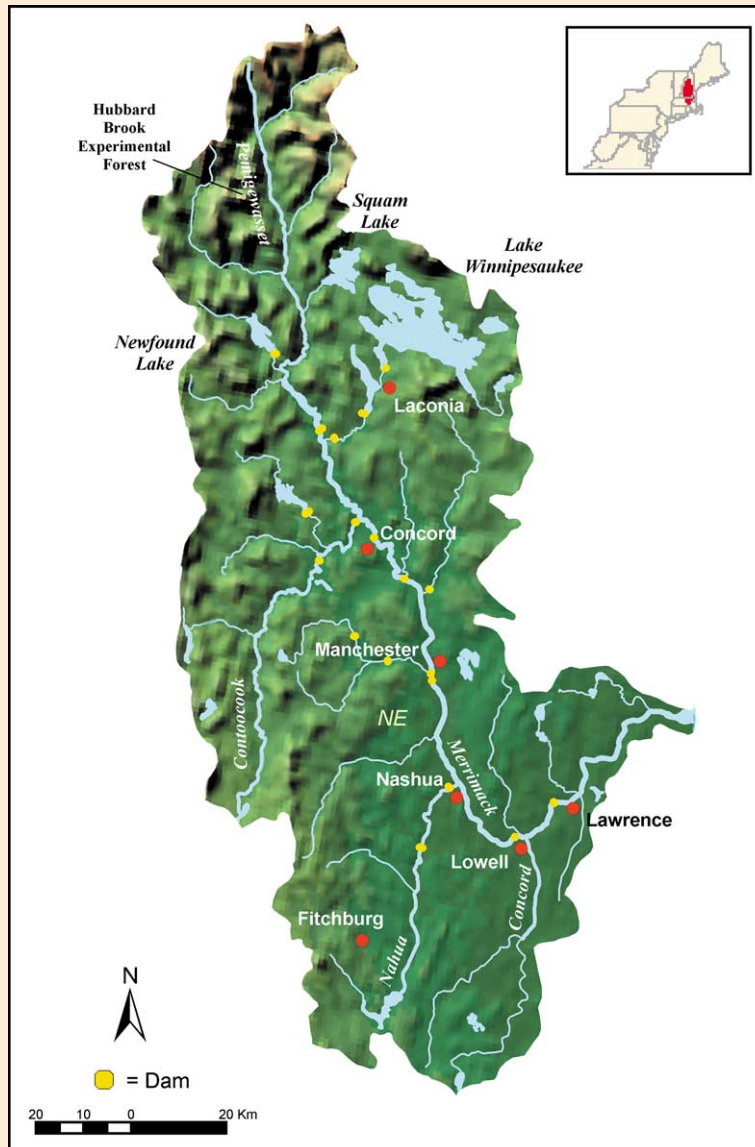 Hubbard
Brook
Experimental
Forest
Pemigewasset
Squam
Lake
Lake
Winnipesaukee
Newfound
Lake
Laconia
Concord
Manchester
Contoocook
NE
Merrimack
Nashua
Lawrence
Lowell
Concord
Fitchburg
Nahua
N
= Dam
20 10 0 20 Km